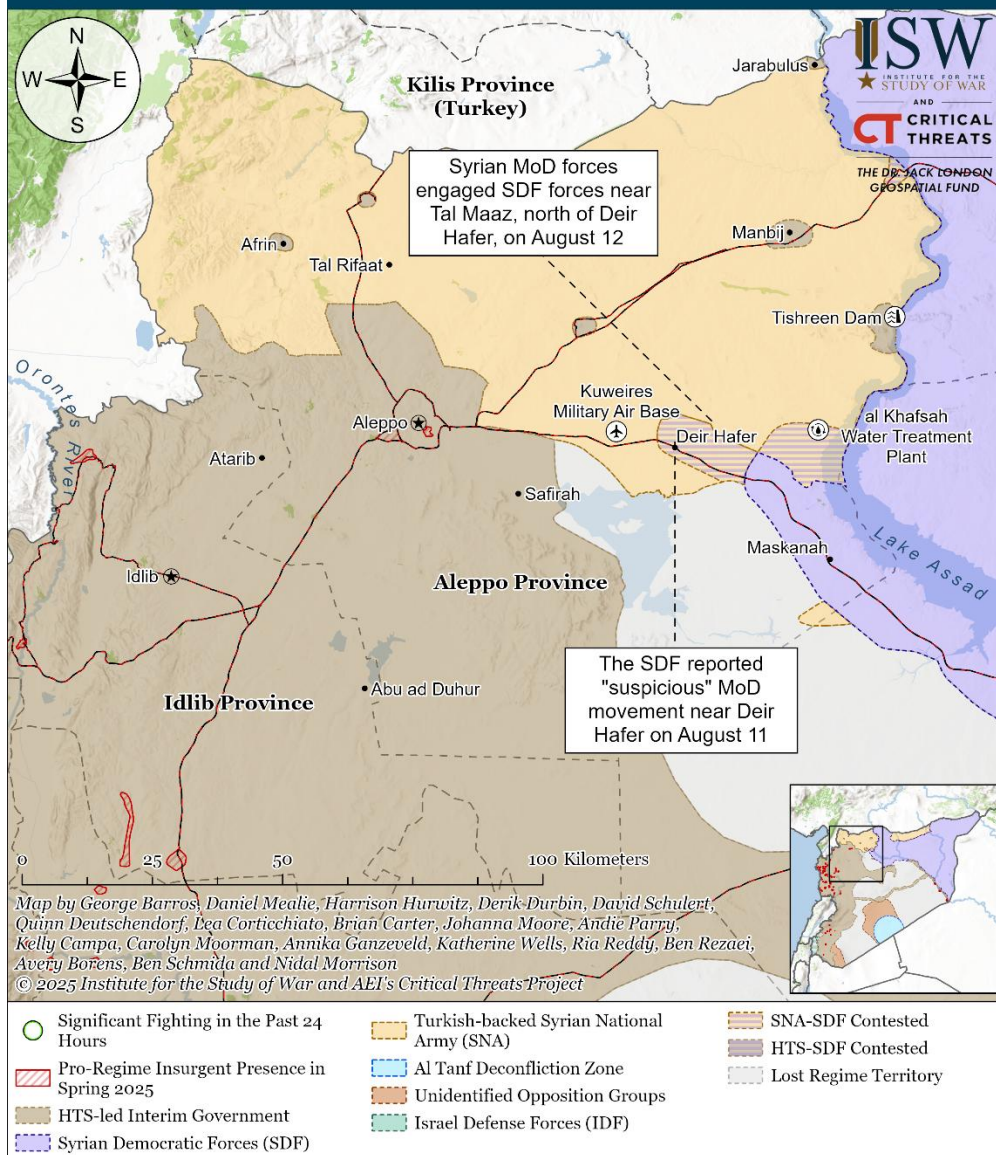 N
W E
S
ISW
INSTITUTE FOR THE
STUDY OF WAR
AND
CT CRITICAL
THREATS
THE DR. JACK LONDON
GEOSPATIAL FUND
Jarabulus
Kilis Province
(Turkey)
Syrian MoD forces
engaged SDF forces near
Tal Maaz, north of Deir
Hafer, on August 12
Afrin
Tal Rifaat
Manbij
Tishreen Dam
Orontes
River
Kuweires
Military Air Base
Aleppo
Deir Hafer
al Khafsah
Water Treatment
Plant
Atarib
Safirah
Maskanah
Lake Assad
Idlib
Aleppo Province
The SDF reported
"suspicious" MoD
movement near Deir
Hafer on August 11
Idlib Province
Abu ad Duhur
0 25 50 100 Kilometers
Map by George Barros, Daniel Mealie, Harrison Hurwitz, Derik Durbin, David Schulert,
Quinn Deutschendorf, Lea Corticchiato, Brian Carter, Johanna Moore, Andie Parry,
Kelly Campa, Carolyn Moorman, Annika Ganzeveld, Katherine Wells, Ria Reddy, Ben Rezaei,
Avery Borens, Ben Schmida and Nidal Morrison
© 2025 Institute for the Study of War and AEI's Critical Threats Project
Significant Fighting in the Past 24
Hours
Pro-Regime Insurgent Presence in
Spring 2025
HTS-led Interim Government
Syrian Democratic Forces (SDF)
Turkish-backed Syrian National
Army (SNA)
Al Tanf Deconfliction Zone
Unidentified Opposition Groups
Israel Defense Forces (IDF)
SNA-SDF Contested
HTS-SDF Contested
Lost Regime Territory